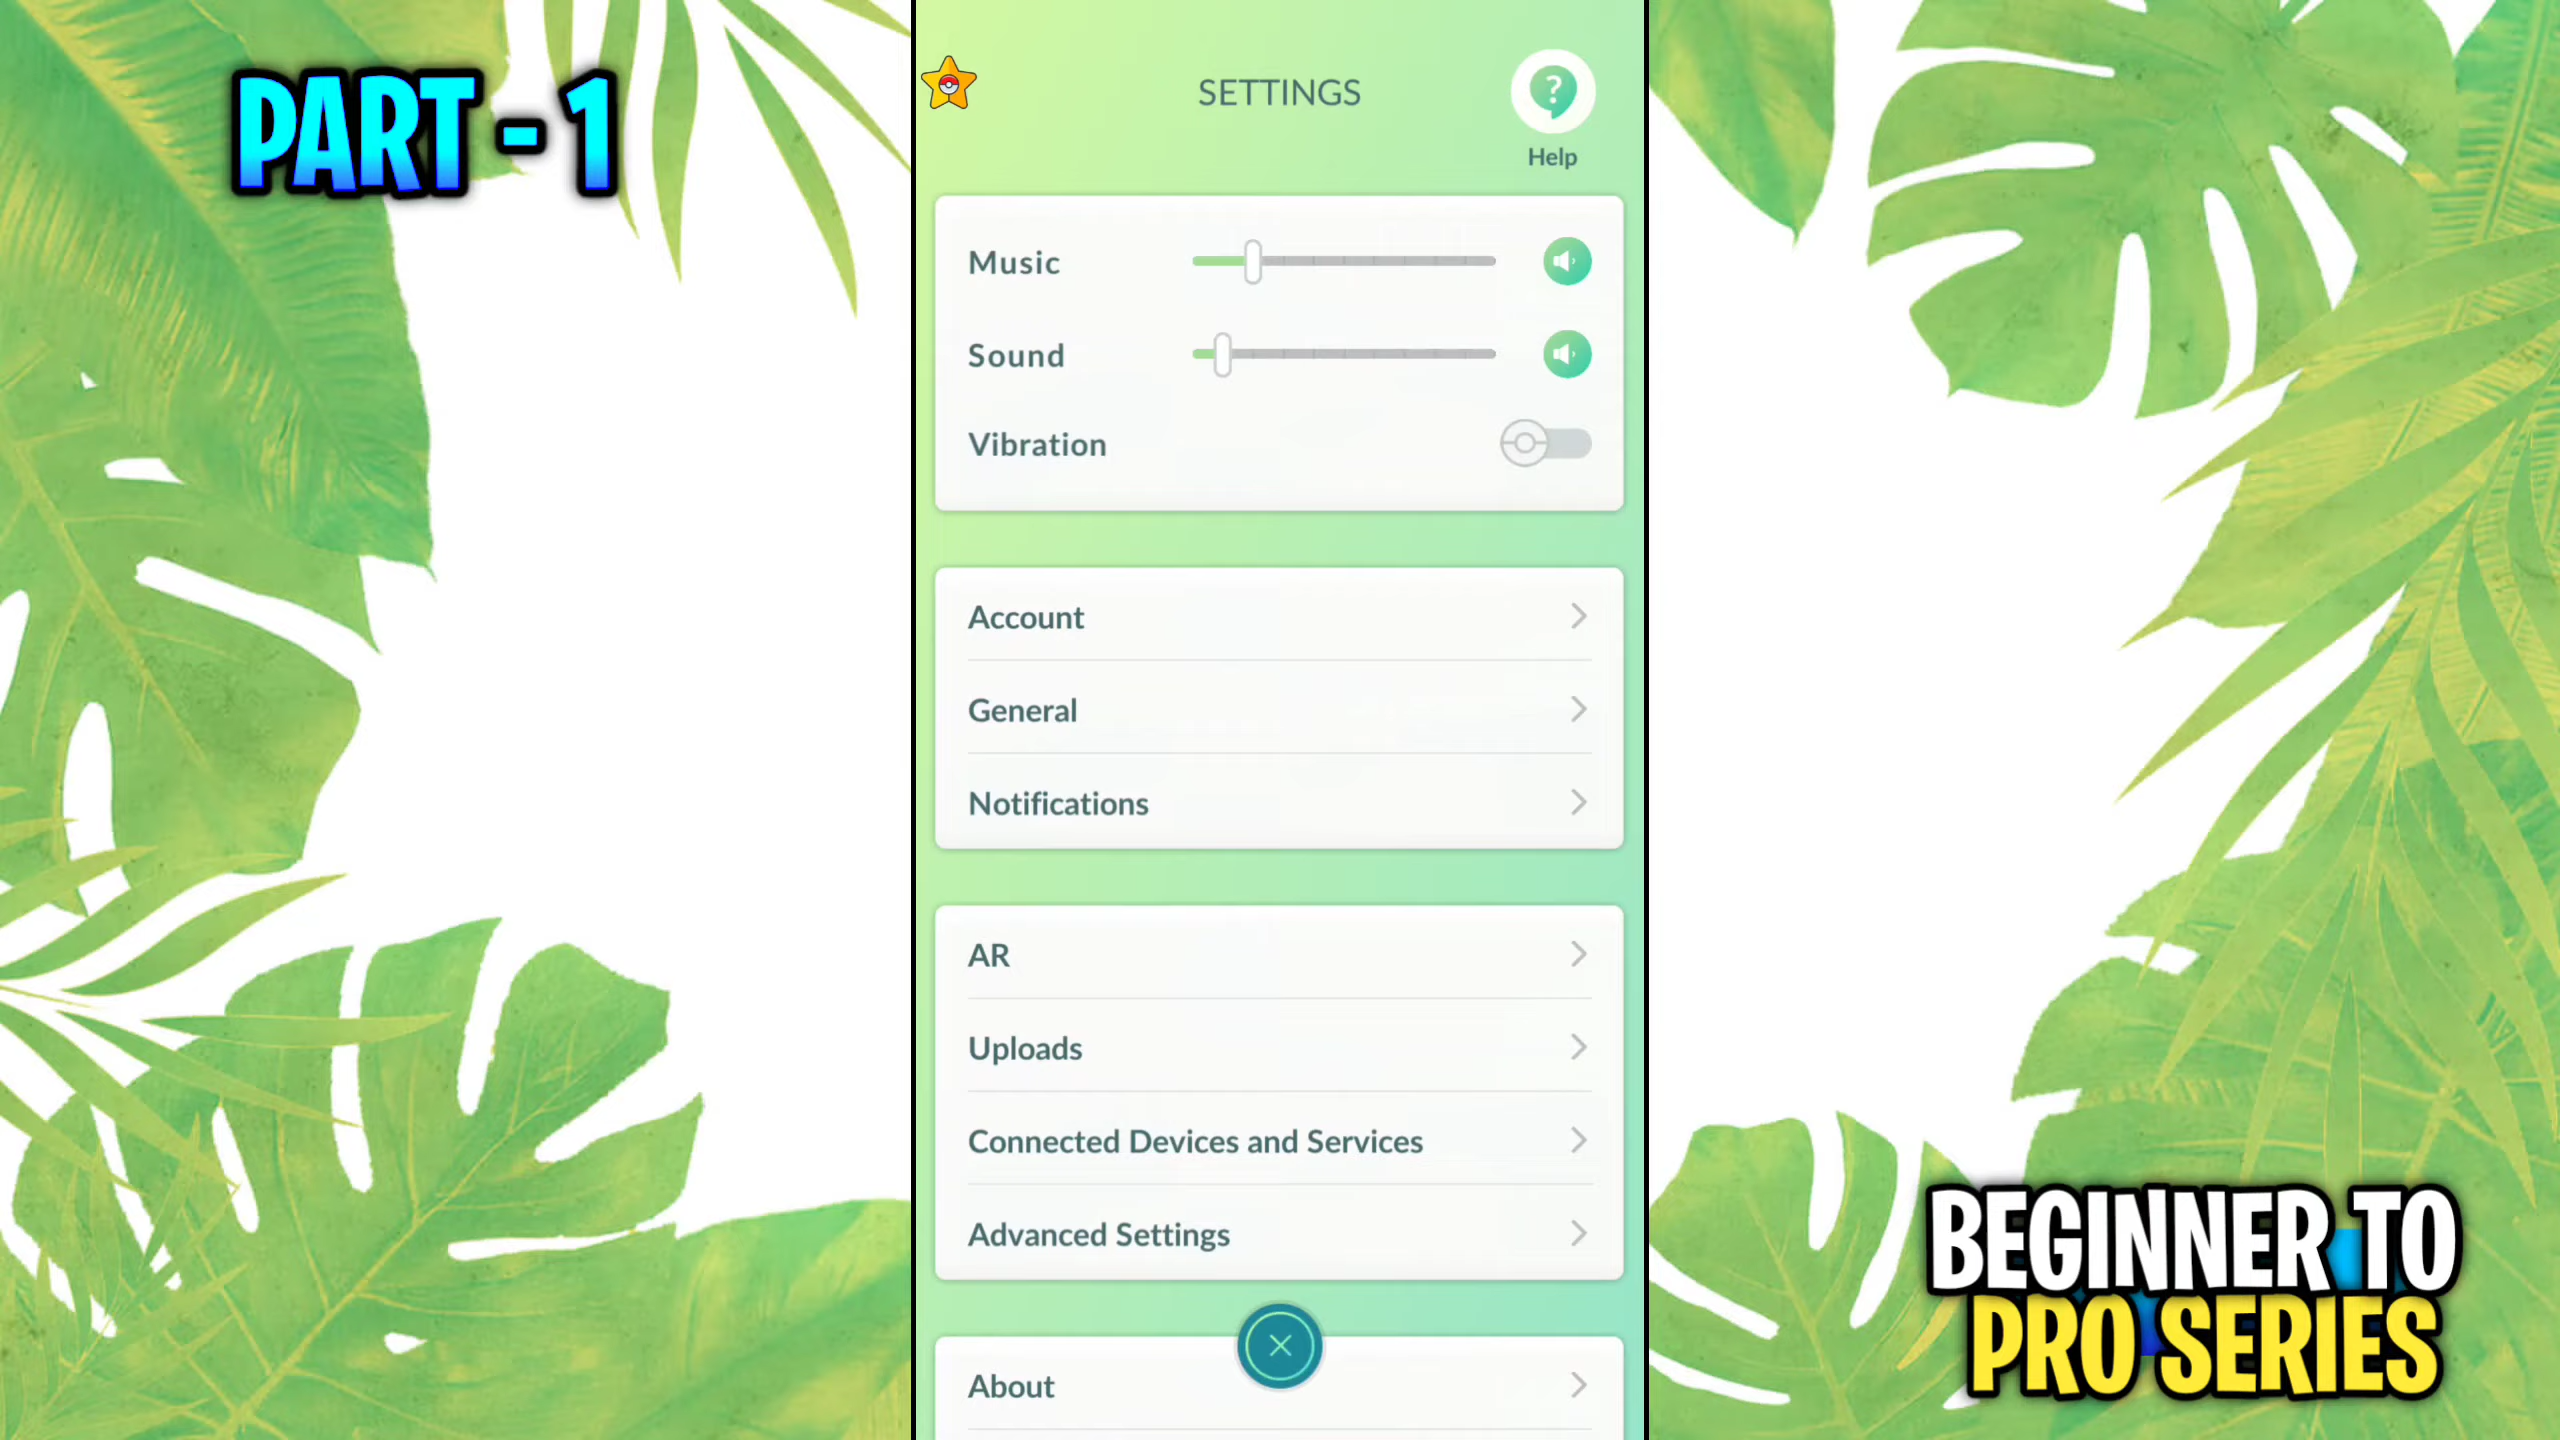 PART - 1
SETTINGS
?
Help
Music
Sound
Vibration
Account
General
Notifications
AR
Uploads
Connected Devices and Services
Advanced Settings
About
BEGINNER TO
PRO SERIES